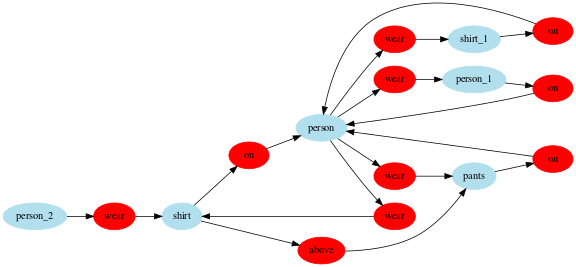 wear
shirt_1
on
wear
person_1
on
person
on
wear
pants
on
person_2
wear
shirt
wear
above